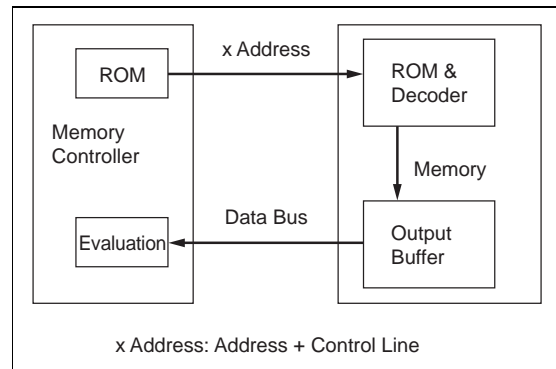 x Address
ROM
ROM &
Decoder
Memory
Controller
Memory
Data Bus
Evaluation
Output
Buffer
x Address: Address + Control Line